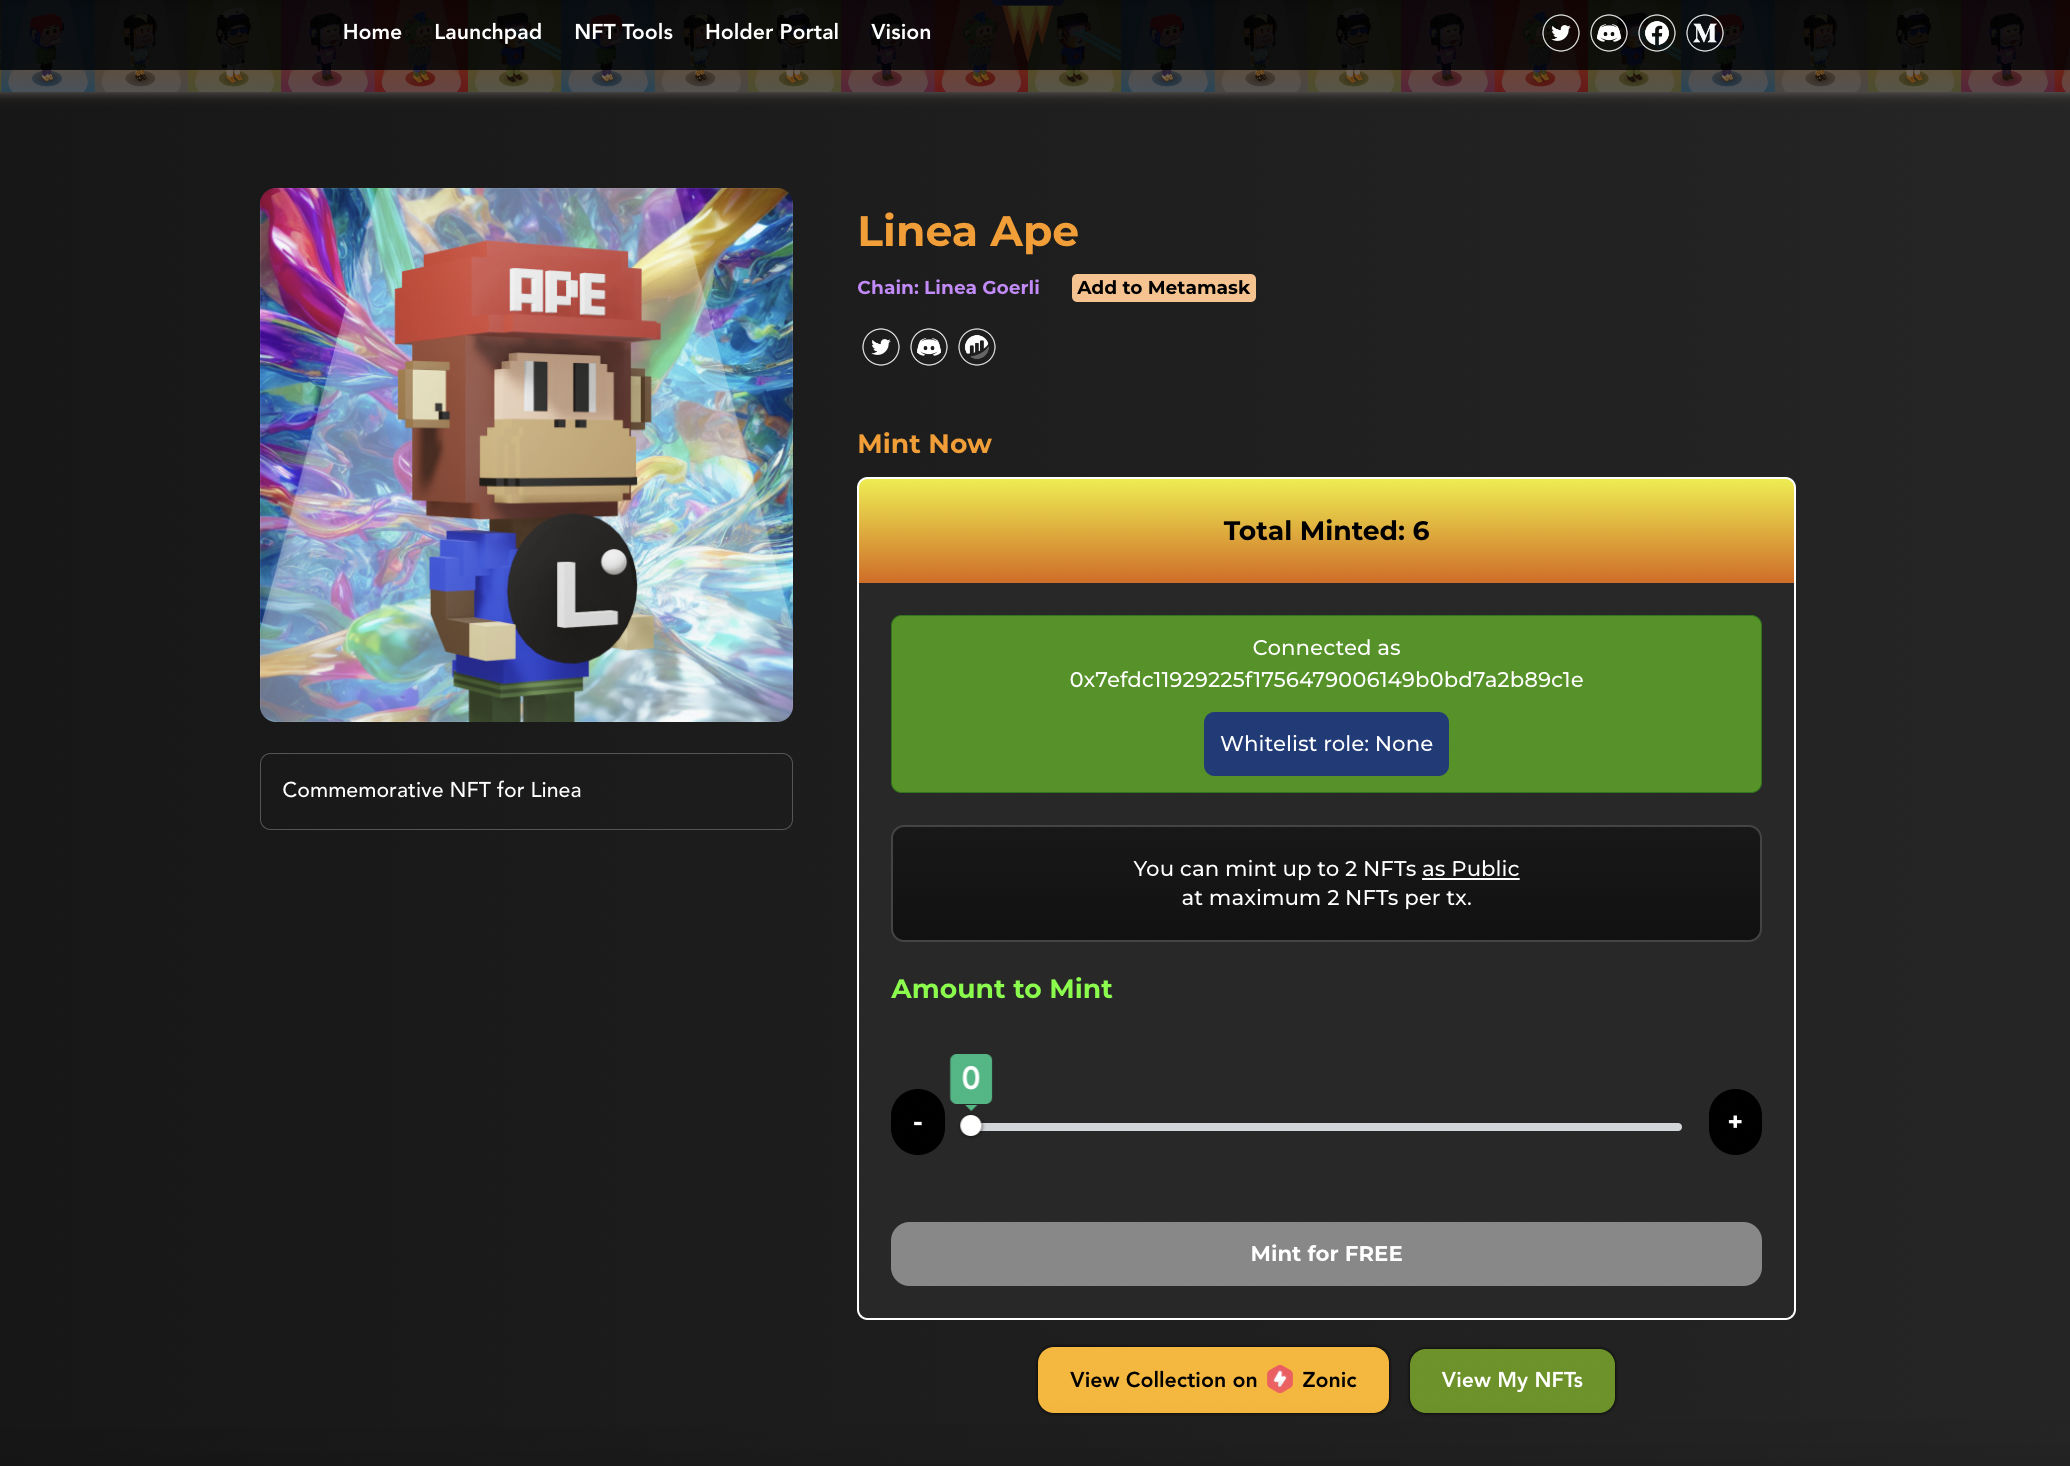 Home
Launchpad
NFT Tools
Holder Portal
Vision
M
APE
L
Commemorative NFT for Linea
Linea Ape
Chain: Linea Goerli
Add to Metamask
Mint Now
Total Minted: 6
Connected as
0x7efdc11929225f1756479006149b0bd7a2b89c1e
Whitelist role: None
You can mint up to 2 NFTs as Public
at maximum 2 NFTs per tx.
Amount to Mint
0
-
+
Mint for FREE
View Collection on Zonic
View My NFTs